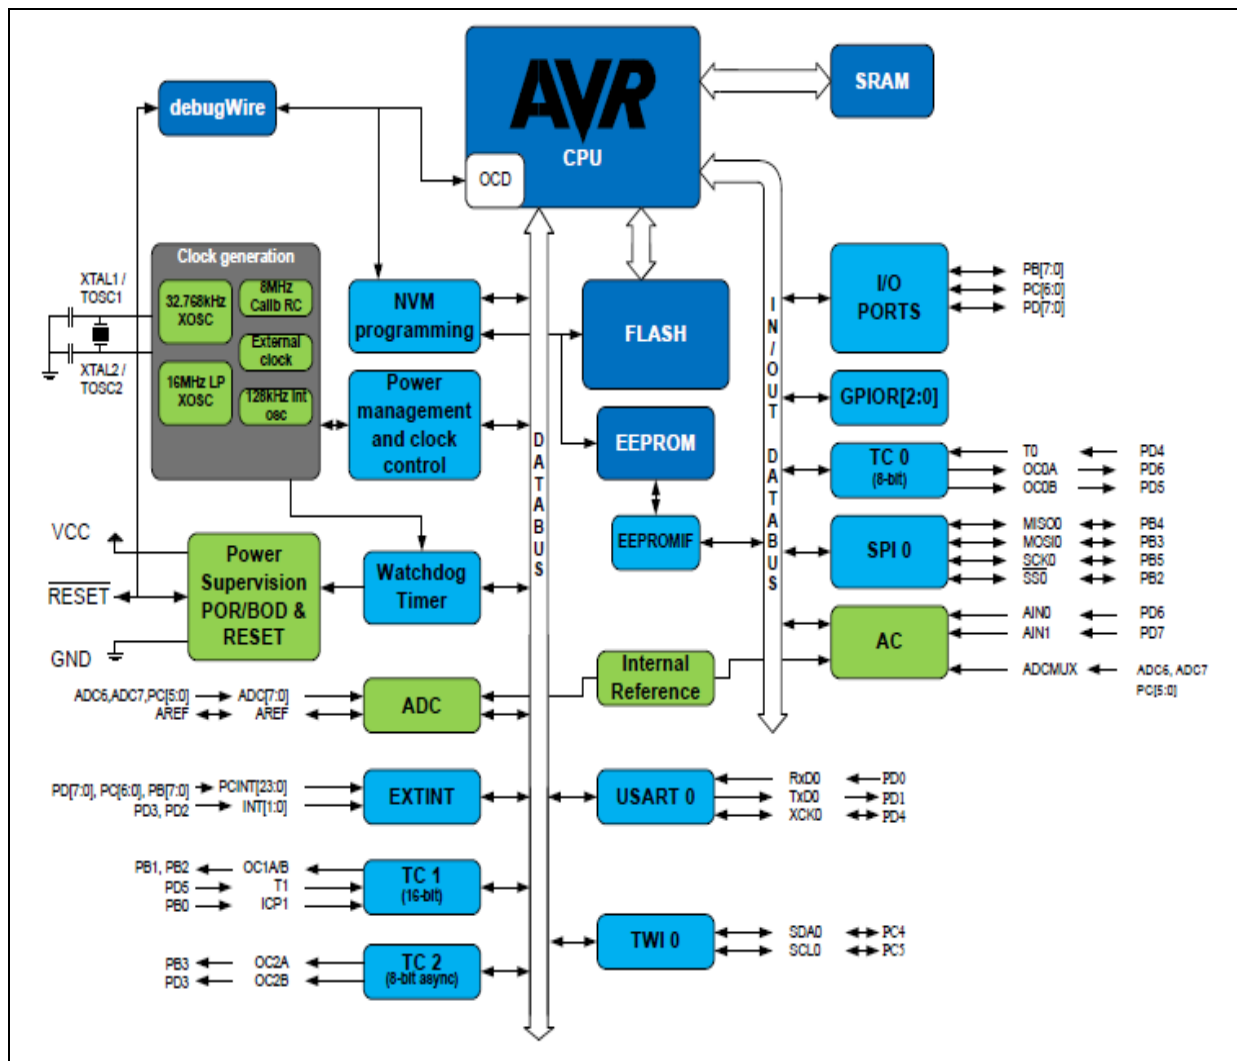 AVR
CPU
OCD
SRAM
debugWire
Clock generation
32.768kHz
XOSC
8MHz
Calib RC
External
clock
16MHz LP
XOSC
128kHz int
osc
XTAL1 /
TOSC1
XTAL2 /
TOSC2
NVM
programming
Power
management
and clock
control
FLASH
EEPROM
EEPROMIF
I/O
PORTS
PB[7:0]
PC[6:0]
PD[7:0]
GPIOR[2:0]
TC 0
(8-bit)
T0 PD4
OC0A PD6
OC0B PD5
SPI 0
MISO0 PB4
MOSI0 PB3
SCK0 PB5
SS0 PB2
AC
AIN0 PD6
AIN1 PD7
ADCMUX ADC6, ADC7
PC[5:0]
IN/OUT DATABUS
DATABUS
VCC
RESET
GND
Power
Supervision
POR/BOD &
RESET
Watchdog
Timer
Internal
Reference
ADC6,ADC7,PC[5:0] ADC[7:0]
AREF AREF
ADC
PD[7:0], PC[6:0], PB[7:0] PCINT[23:0]
PD3, PD2 INT[1:0]
EXTINT
USART 0
RxD0 PD0
TxD0 PD1
XCK0 PD4
PB1, PB2 OC1A/B
PD5 T1
PB0 ICP1
TC 1
(16-bit)
TWI 0
SDA0 PC4
SCL0 PC5
PB3 OC2A
PD3 OC2B
TC 2
(8-bit async)